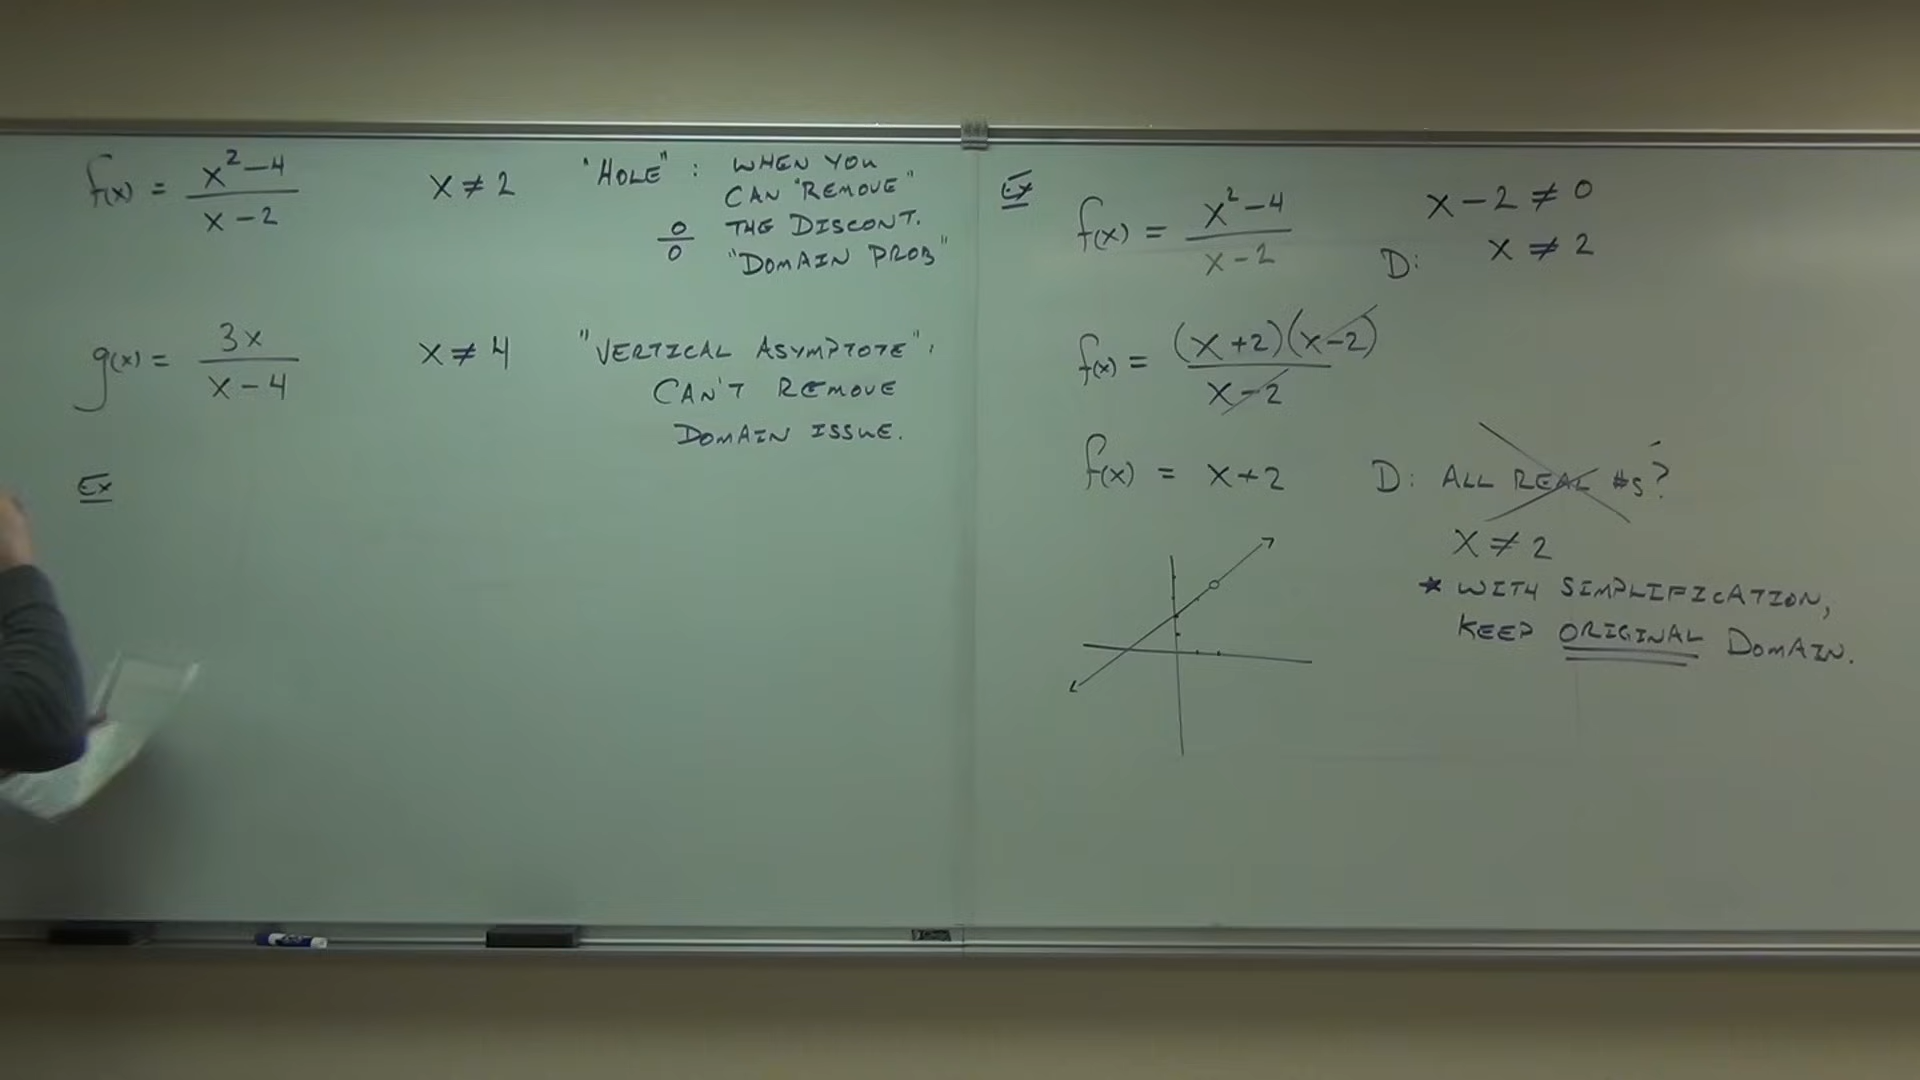 f(x) = x² - 4 / x - 2    x ≠ 2    "HOLE" : WHEN YOU
CAN "REMOVE"
0/0 THE DISCONT.
"DOMAIN PROB"
g(x) = 3x / x - 4    x ≠ 4    "VERTICAL ASYMPTOTE":
CAN'T REMOVE
DOMAIN ISSUE.
Ex
Ex f(x) = x² - 4 / x - 2    x - 2 ≠ 0
D: x ≠ 2
f(x) = (x + 2)(x - 2) / x - 2
f(x) = x + 2    D: ALL REAL #s?
x ≠ 2
* WITH SIMPLIFICATION,
KEEP ORIGINAL DOMAIN.